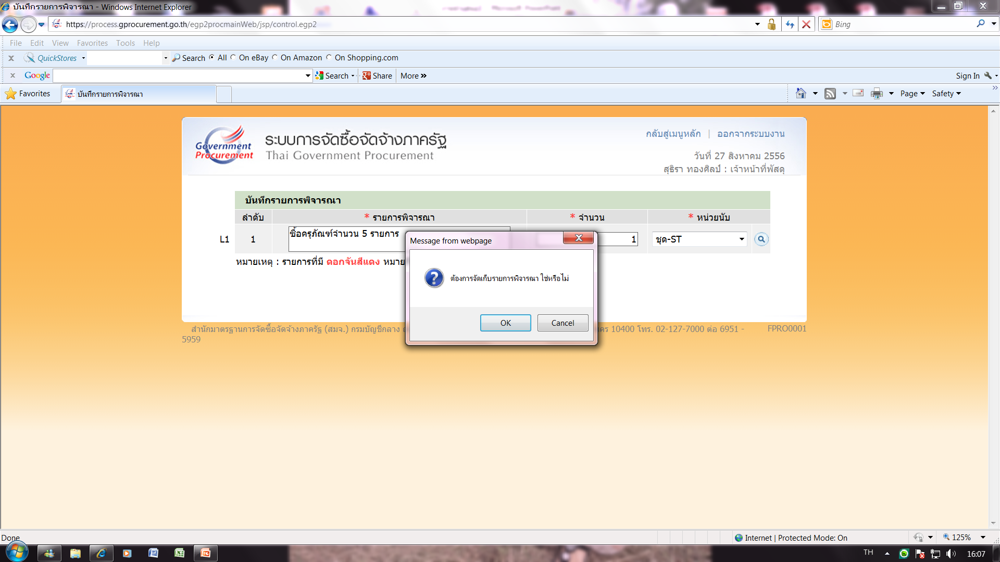 บันทึกรายการพิจารณา - Windows Internet Explorer
https://process.gprocurement.go.th/egp2procmainWeb/jsp/control.egp2
Bing
File Edit View Favorites Tools Help
x QuickStores Search All On eBay On Amazon On Shopping.com
x Google Search Share More » Sign In
Favorites บันทึกรายการพิจารณา Page Safety
Government Procurement
ระบบการจัดซื้อจัดจ้างภาครัฐ
Thai Government Procurement
กลับสู่เมนูหลัก | ออกจากระบบงาน
วันที่ 27 สิงหาคม 2556
สุธิรา ทองศิลป์ : เจ้าหน้าที่พัสดุ
บันทึกรายการพิจารณา
ลำดับ * รายการพิจารณา * จำนวน * หน่วยนับ
L1 1 ซื้อครุภัณฑ์จำนวน 5 รายการ 1 ชุด-ST
หมายเหตุ : รายการที่มี ดอกจันสีแดง
Message from webpage
ต้องการจัดเก็บรายการพิจารณา ใช่หรือไม่
OK Cancel
สำนักมาตรฐานการจัดซื้อจัดจ้างภาครัฐ (สมจ.) กรมบัญชีกลาง 10400 โทร. 02-127-7000 ต่อ 6951 -
5959
FPRO0001
Done Internet | Protected Mode: On 125%
TH 16:07